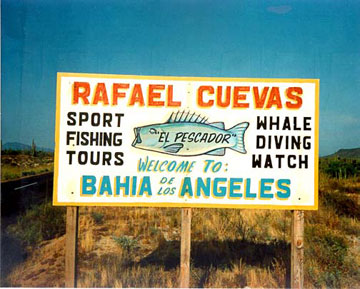 RAFAEL CUEVAS
SPORT
FISHING
TOURS
"EL PESCADOR"
WHALE
DIVING
WATCH
WELCOME TO:
BAHIA DE LOS ANGELES